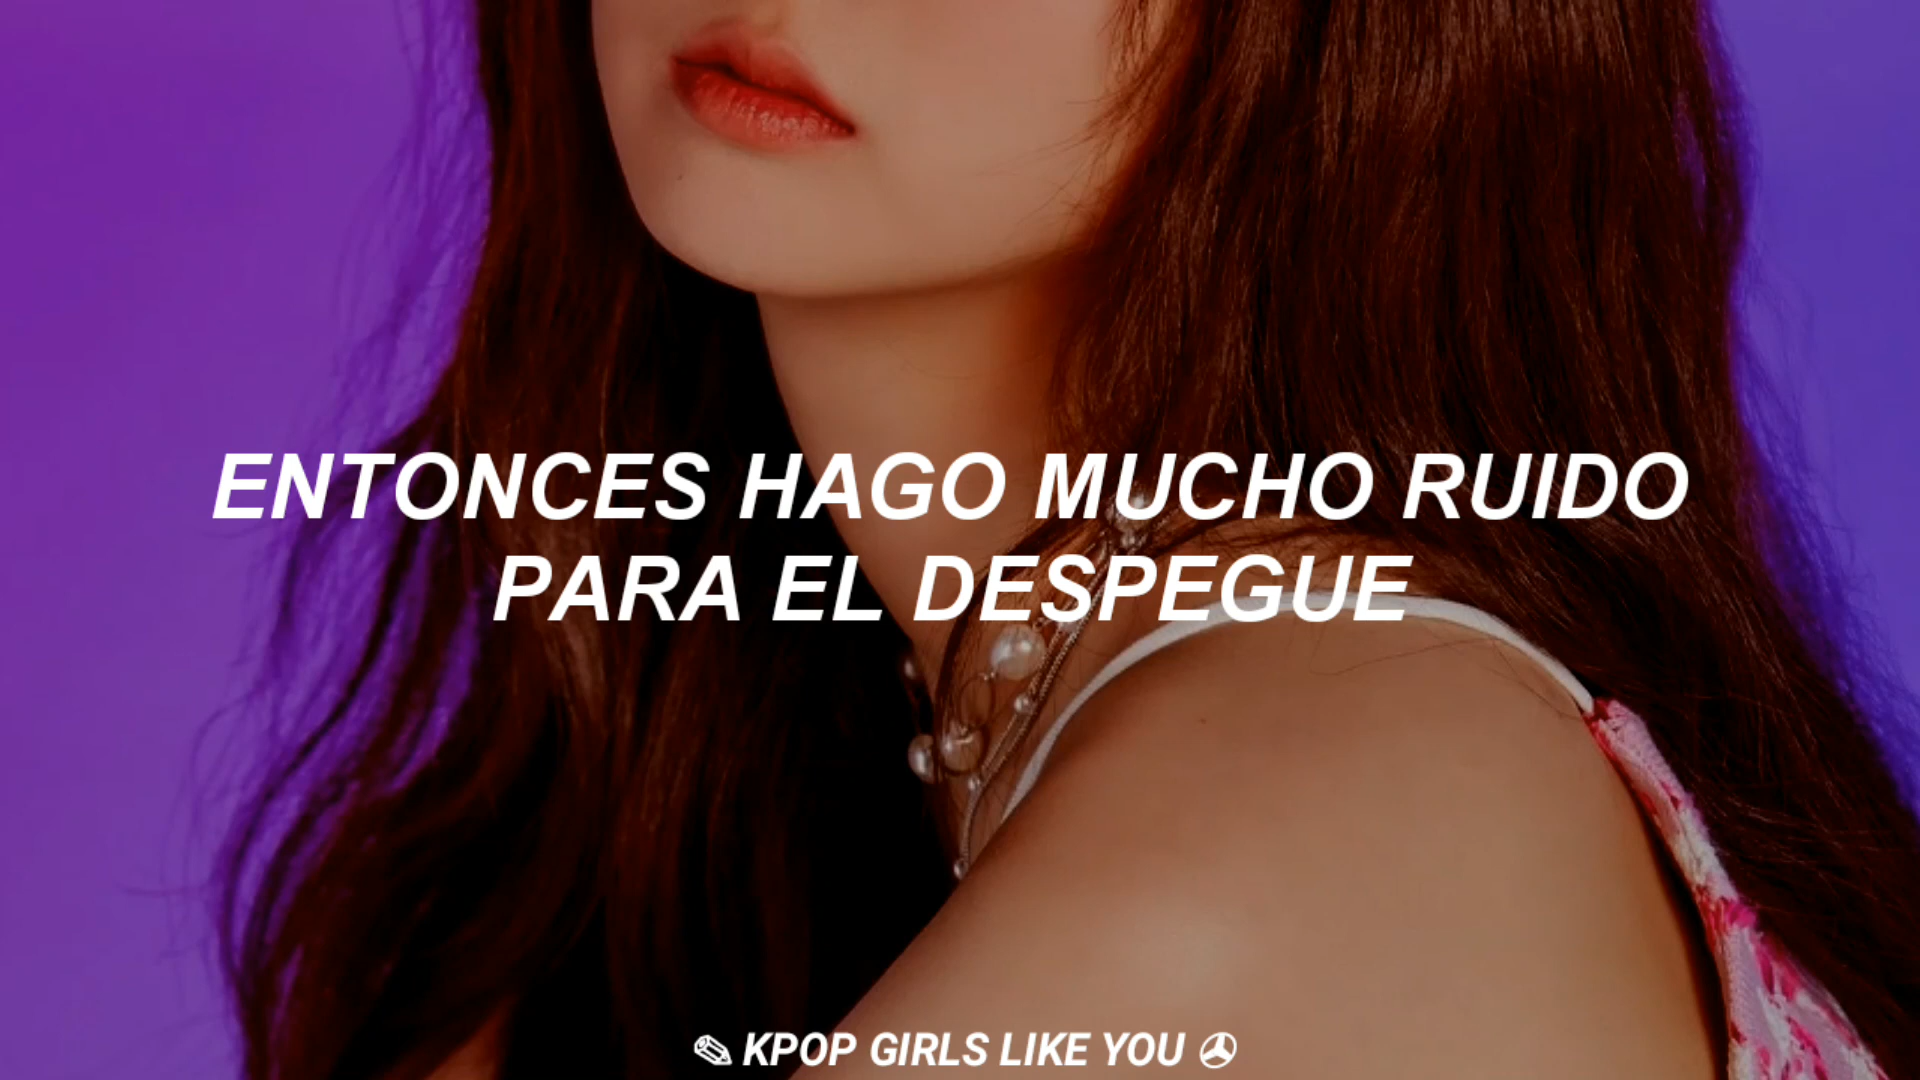 ENTONCES HAGO MUCHO RUIDO
PARA EL DESPEGUE
✎ KPOP GIRLS LIKE YOU ✇